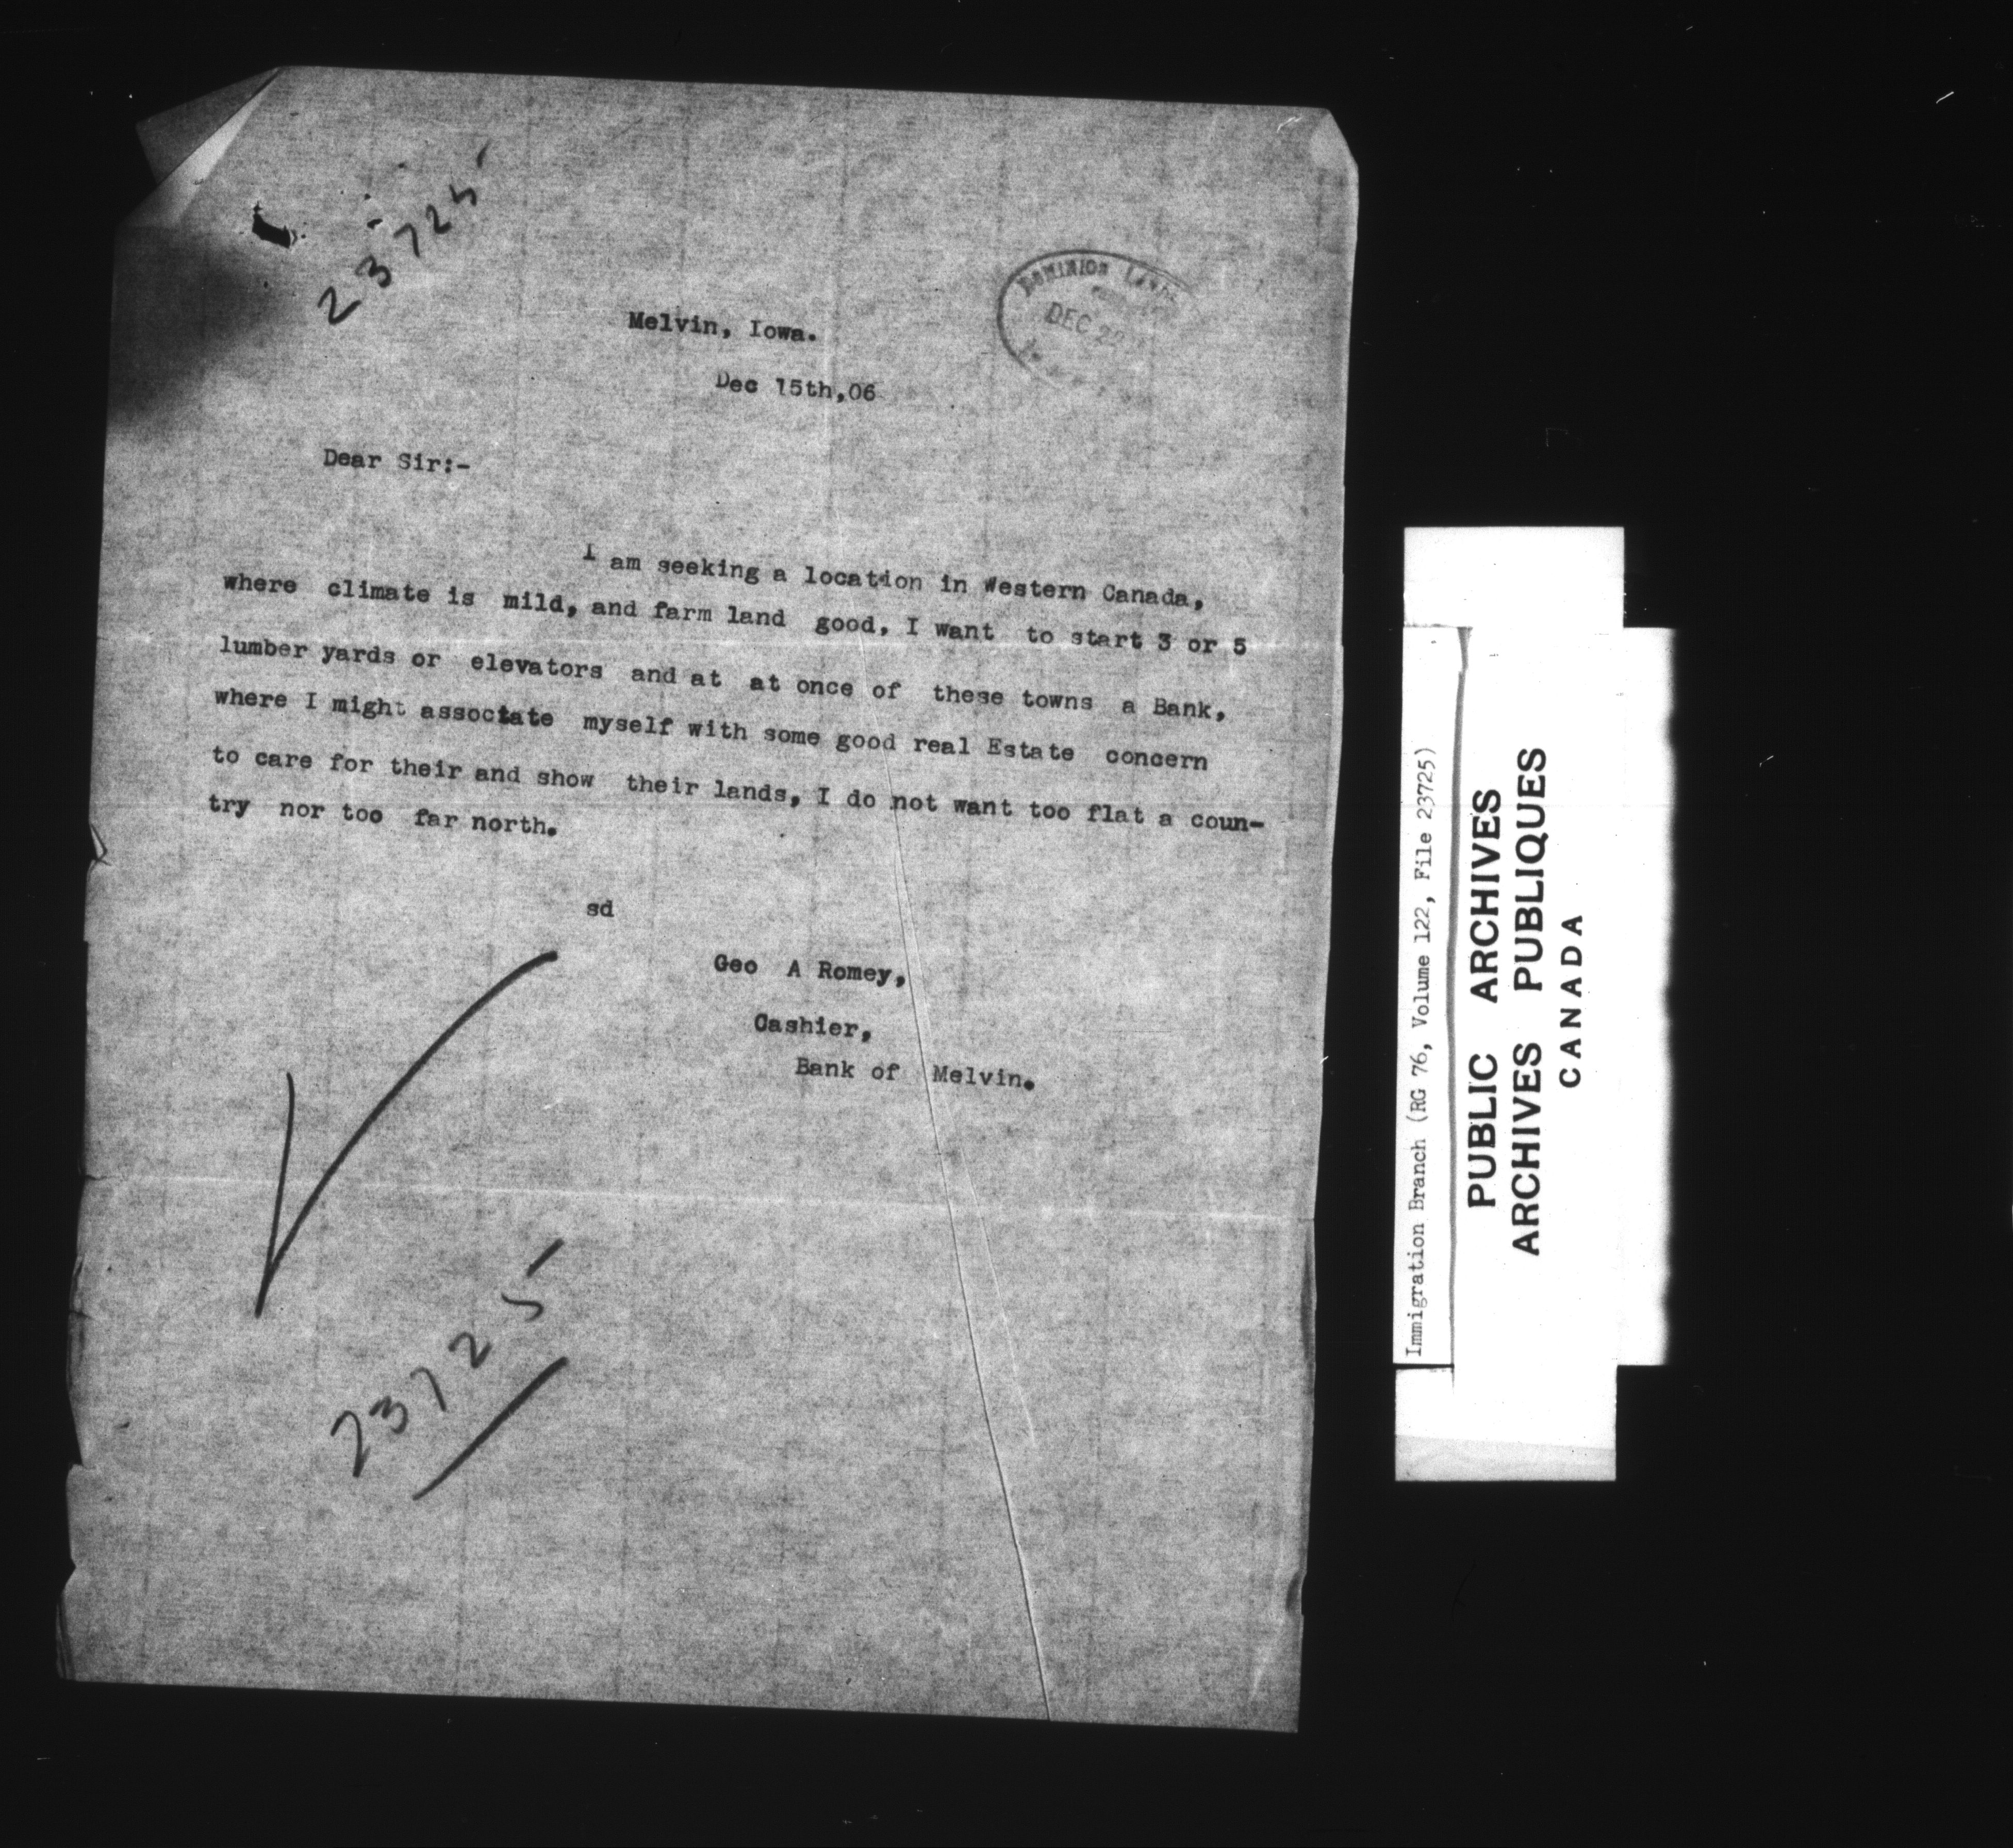 23725
DOMINION LANDS
DEC 29
Melvin, Iowa.
Dec 15th,06
Dear Sir:-
I am seeking a location in Western Canada,
where climate is mild, and farm land good, I want to start 3 or 5
lumber yards or elevators and at at once of these towns a Bank,
where I might associate myself with some good real Estate concern
to care for their and show their lands, I do not want too flat a coun-
try nor too far north.
sd
Geo A Romey,
Cashier,
Bank of Melvin.
23725
Immigration Branch (RG 76, Volume 122, File 23725)
PUBLIC ARCHIVES
ARCHIVES PUBLIQUES
CANADA